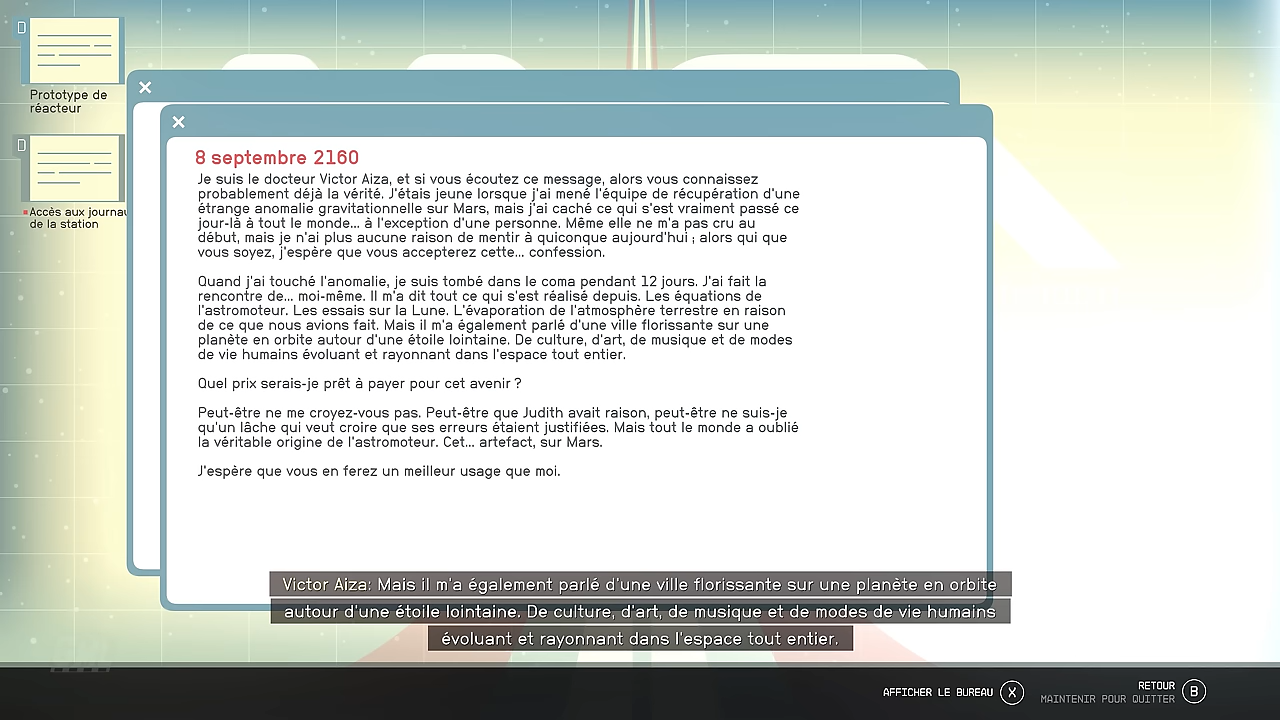 Prototype de
réacteur
Accès aux journau
de la station
8 septembre 2160
Je suis le docteur Victor Aiza, et si vous écoutez ce message, alors vous connaissez
probablement déjà la vérité. J'étais jeune lorsque j'ai mené l'équipe de récupération d'une
étrange anomalie gravitationnelle sur Mars, mais j'ai caché ce qui s'est vraiment passé ce
jour-là à tout le monde... à l'exception d'une personne. Même elle ne m'a pas cru au
début, mais je n'ai plus aucune raison de mentir à quiconque aujourd'hui ; alors qui que
vous soyez, j'espère que vous accepterez cette... confession.
Quand j'ai touché l'anomalie, je suis tombé dans le coma pendant 12 jours. J'ai fait la
rencontre de... moi-même. Il m'a dit tout ce qui s'est réalisé depuis. Les équations de
l'astromoteur. Les essais sur la Lune. L'évaporation de l'atmosphère terrestre en raison
de ce que nous avions fait. Mais il m'a également parlé d'une ville florissante sur une
planète en orbite autour d'une étoile lointaine. De culture, d'art, de musique et de modes
de vie humains évoluant et rayonnant dans l'espace tout entier.
Quel prix serais-je prêt à payer pour cet avenir ?
Peut-être ne me croyez-vous pas. Peut-être que Judith avait raison, peut-être ne suis-je
qu'un lâche qui veut croire que ses erreurs étaient justifiées. Mais tout le monde a oublié
la véritable origine de l'astromoteur. Cet... artefact, sur Mars.
J'espère que vous en ferez un meilleur usage que moi.
Victor Aiza: Mais il m'a également parlé d'une ville florissante sur une planète en orbite
autour d'une étoile lointaine. De culture, d'art, de musique et de modes de vie humains
évoluant et rayonnant dans l'espace tout entier.
AFFICHER LE BUREAU X
RETOUR B
MAINTENIR POUR QUITTER